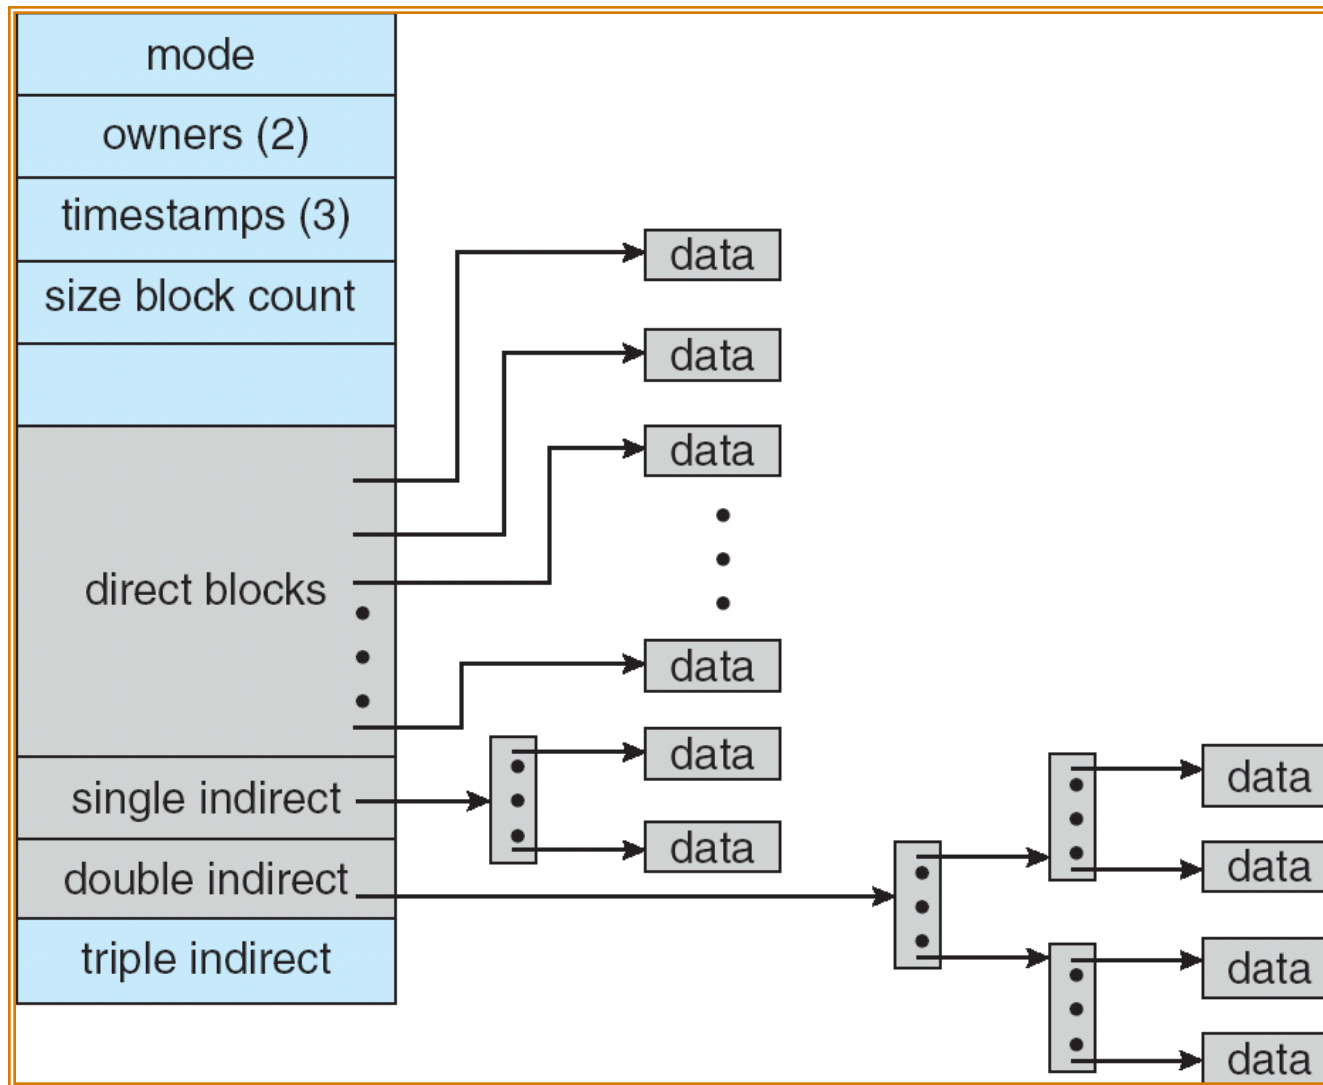 mode
owners (2)
timestamps (3)
size block count
direct blocks
single indirect
double indirect
triple indirect
data
data
data
data
data
data
data
data
data
data